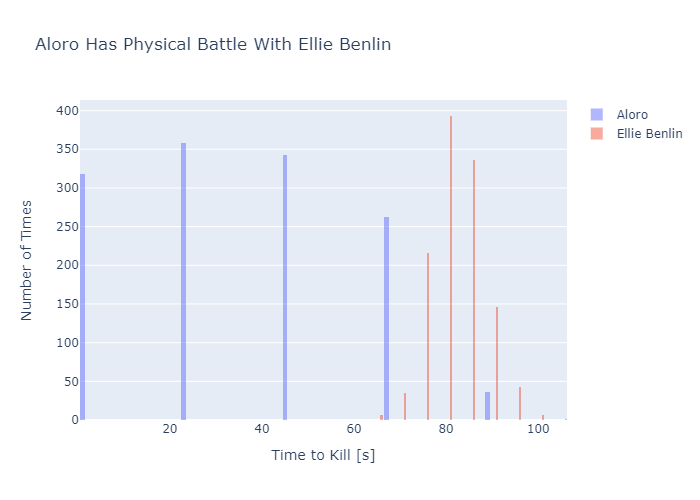 Aloro Has Physical Battle With Ellie Benlin
Aloro
Ellie Benlin
Number of Times
400
350
300
250
200
150
100
50
0
20
40
60
80
100
Time to Kill [s]